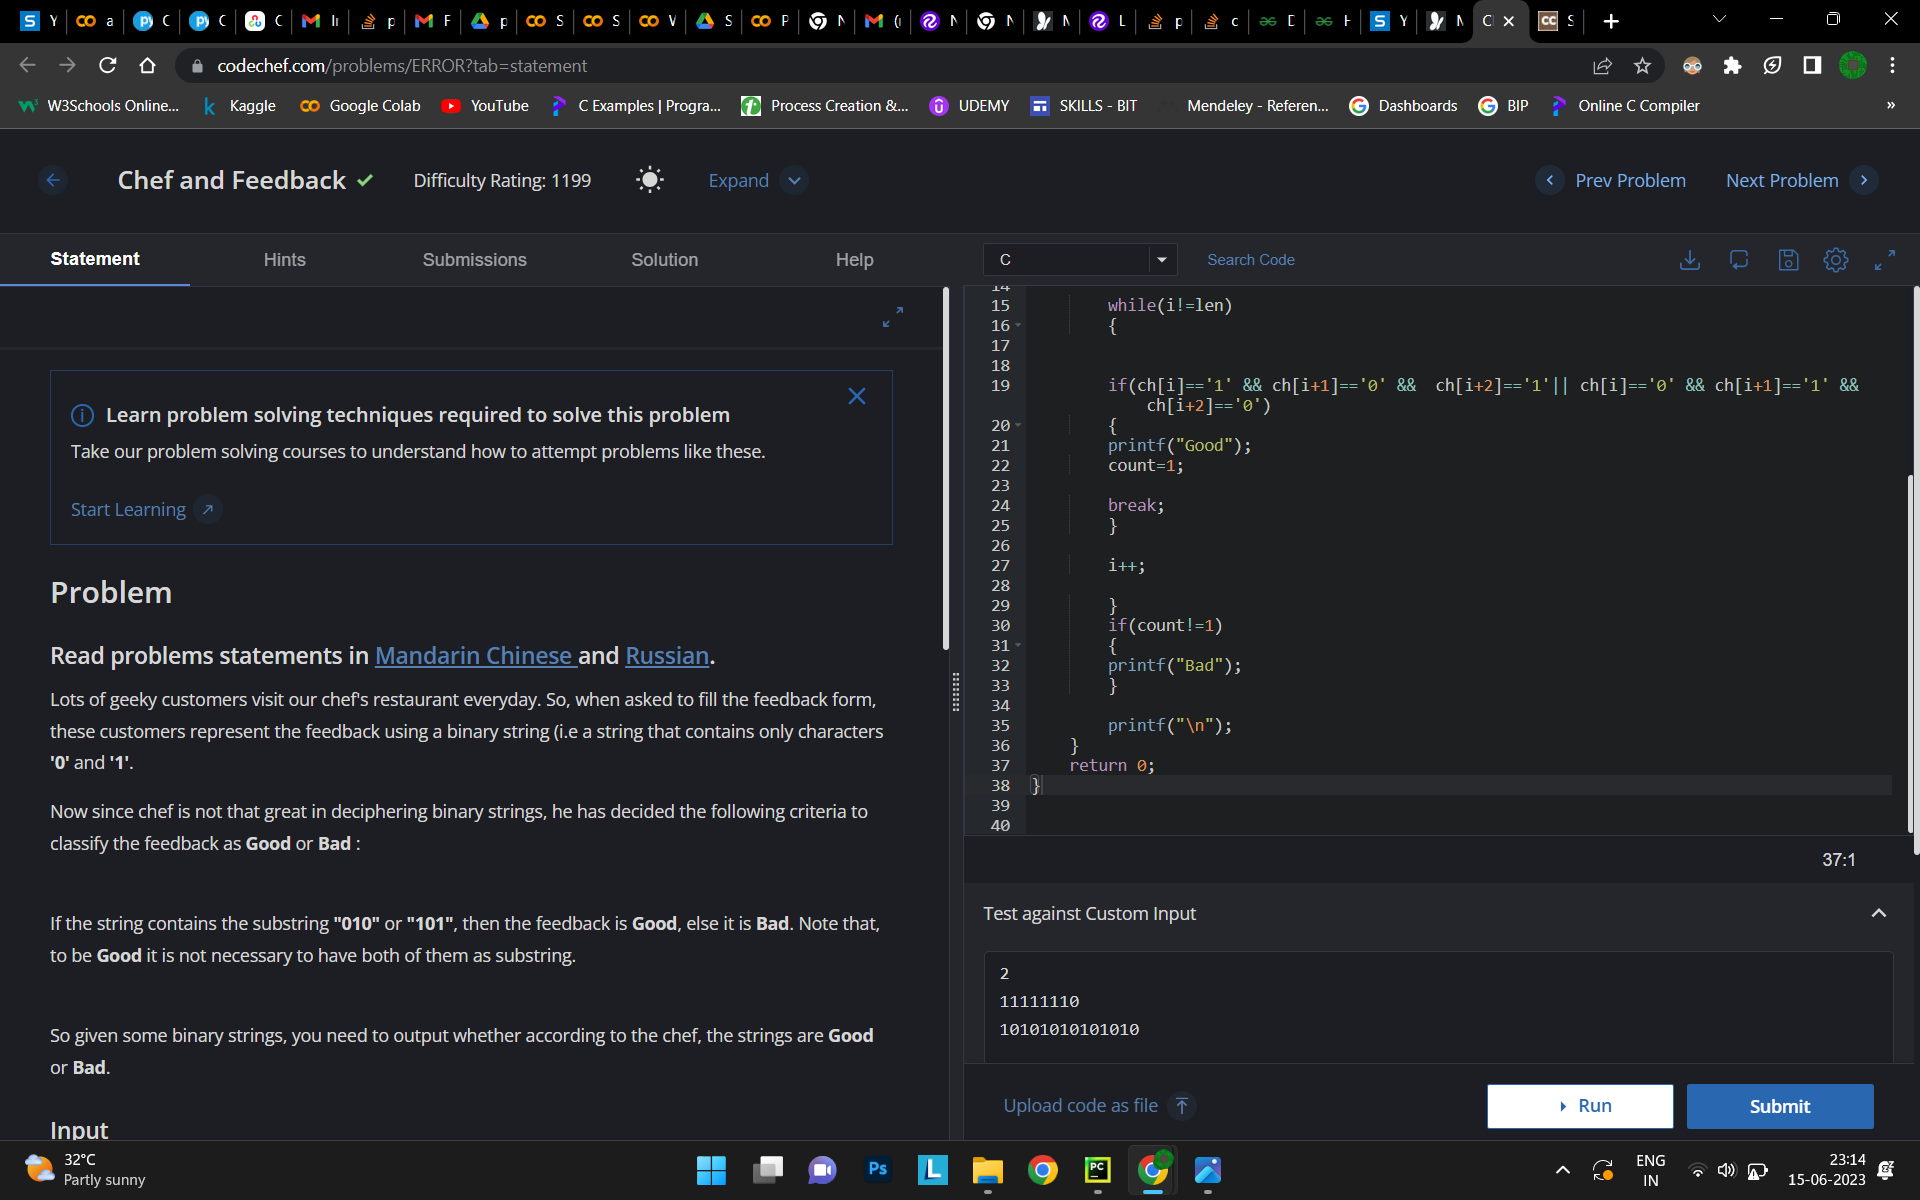 codechef.com/problems/ERROR?tab=statement
W3Schools Online... Kaggle Google Colab YouTube C Examples | Progra... Process Creation &... UDEMY SKILLS - BIT Mendeley - Referen... Dashboards BIP Online C Compiler »
Chef and Feedback Difficulty Rating: 1199 Expand Prev Problem Next Problem
Statement Hints Submissions Solution Help
C Search Code
Learn problem solving techniques required to solve this problem
Take our problem solving courses to understand how to attempt problems like these.
Start Learning
Problem
Read problems statements in Mandarin Chinese and Russian.
Lots of geeky customers visit our chef's restaurant everyday. So, when asked to fill the feedback form,
these customers represent the feedback using a binary string (i.e a string that contains only characters
'0' and '1'.
Now since chef is not that great in deciphering binary strings, he has decided the following criteria to
classify the feedback as Good or Bad :
If the string contains the substring "010" or "101", then the feedback is Good, else it is Bad. Note that,
to be Good it is not necessary to have both of them as substring.
So given some binary strings, you need to output whether according to the chef, the strings are Good
or Bad.
Input
14
15 while(i!=len)
16 {
17
18
19 if(ch[i]=='1' && ch[i+1]=='0' && ch[i+2]=='1'|| ch[i]=='0' && ch[i+1]=='1' &&
ch[i+2]=='0')
20 {
21 printf("Good");
22 count=1;
23
24 break;
25 }
26
27 i++;
28
29 }
30 if(count!=1)
31 {
32 printf("Bad");
33 }
34
35 printf("\n");
36 }
37 return 0;
38 }
39
40
37:1
Test against Custom Input
2
11111110
10101010101010
Upload code as file Run Submit
32°C
Partly sunny
ENG
IN
23:14
15-06-2023